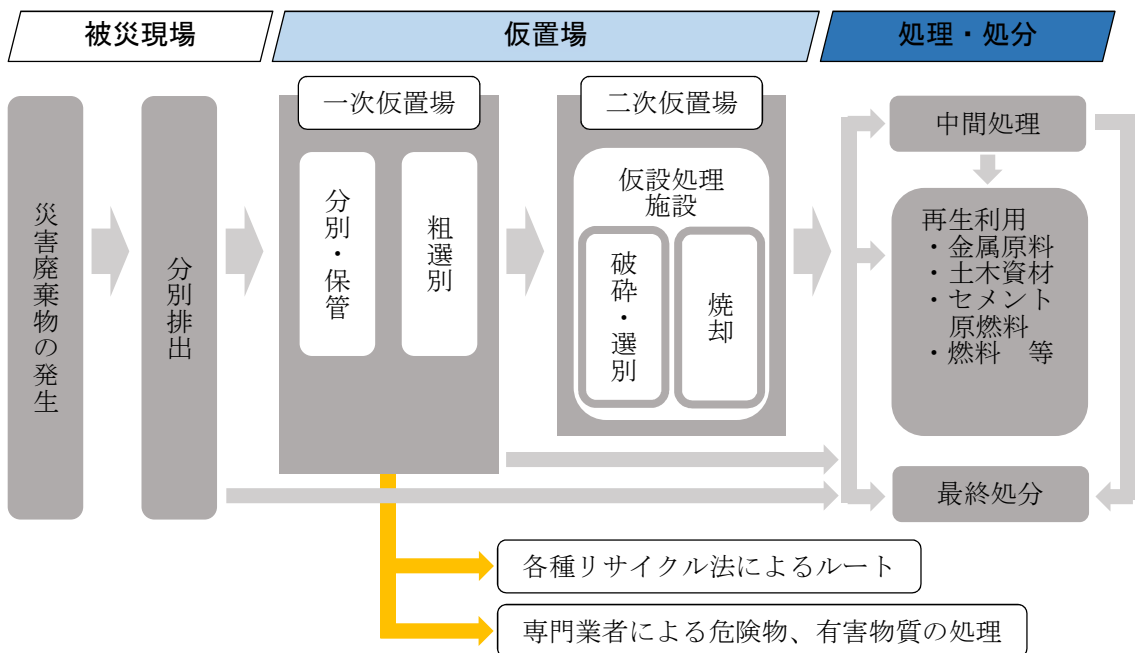 被災現場
仮置場
処理・処分
災害廃棄物の発生
分別排出
一次仮置場
分別・保管
粗選別
二次仮置場
仮設処理
施設
破砕・選別
焼却
中間処理
再生利用
・金属原料
・土木資材
・セメント
原燃料
・燃料　等
最終処分
各種リサイクル法によるルート
専門業者による危険物、有害物質の処理